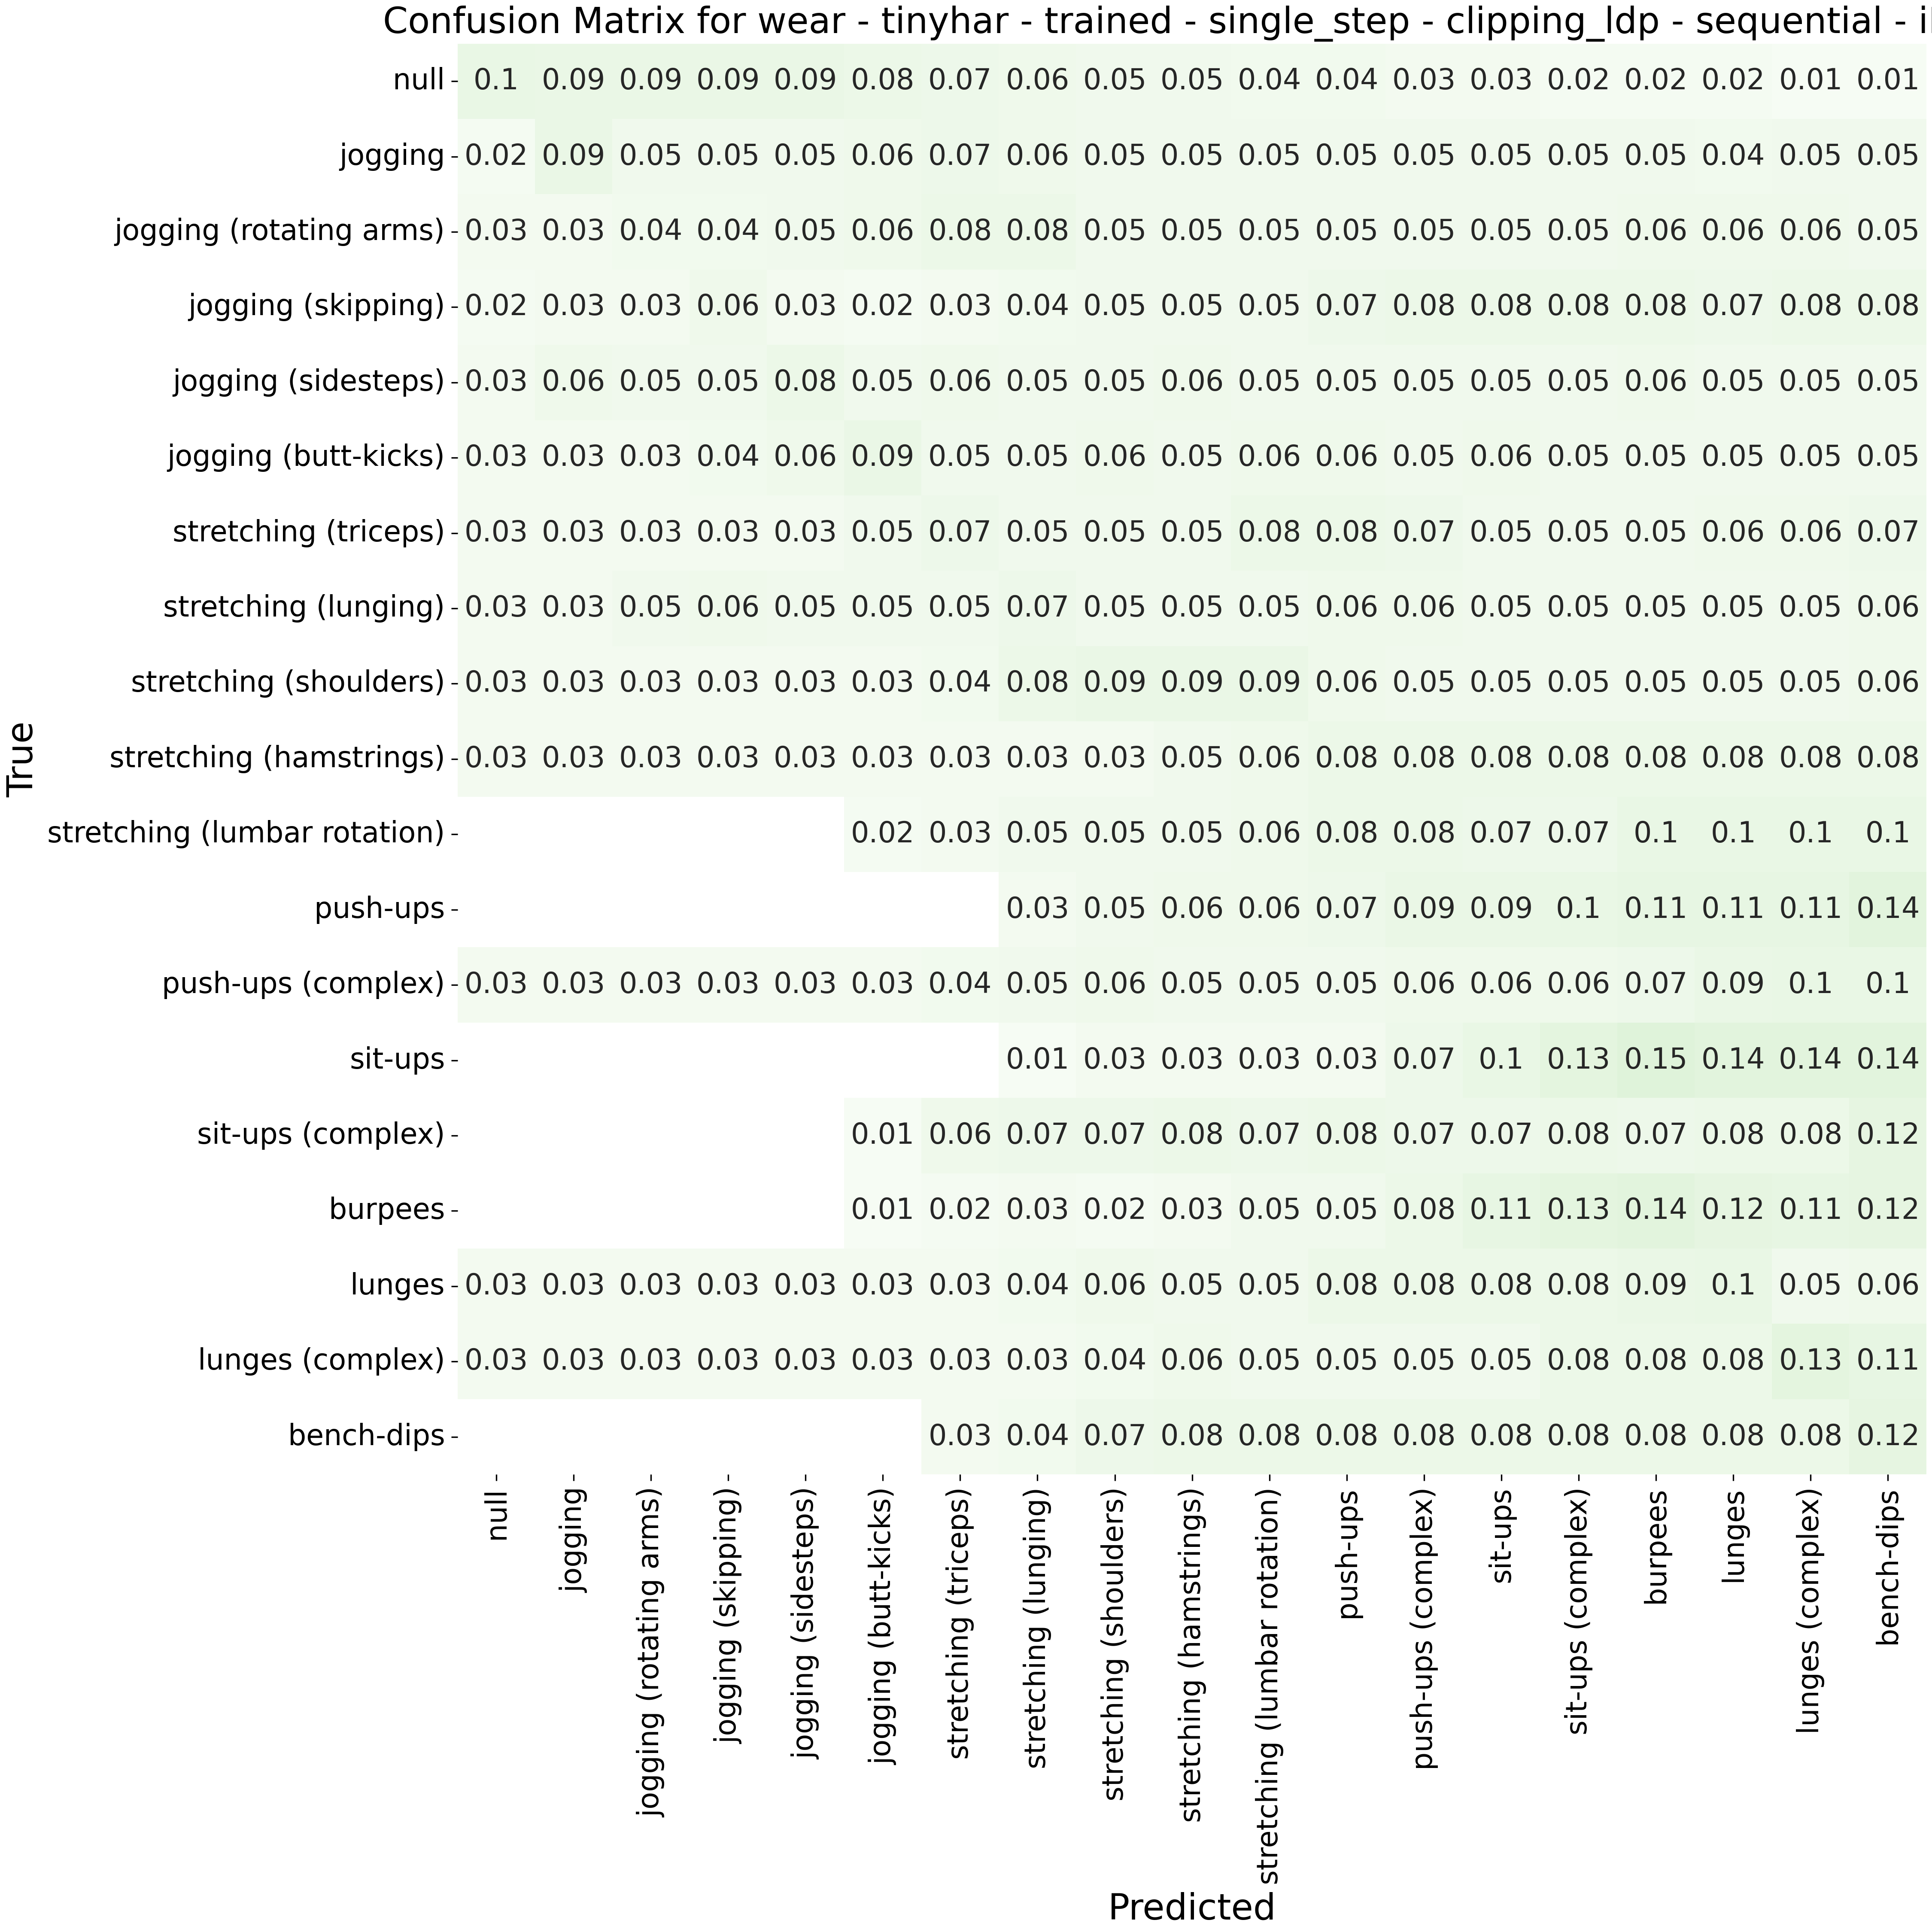 Confusion Matrix for wear - tinyhar - trained - single_step - clipping_ldp - sequential - i
null 0.1 0.09 0.09 0.09 0.09 0.08 0.07 0.06 0.05 0.05 0.04 0.04 0.03 0.03 0.02 0.02 0.02 0.01 0.01
jogging 0.02 0.09 0.05 0.05 0.05 0.06 0.07 0.06 0.05 0.05 0.05 0.05 0.05 0.05 0.05 0.05 0.04 0.05 0.05
jogging (rotating arms) 0.03 0.03 0.04 0.04 0.05 0.06 0.08 0.08 0.05 0.05 0.05 0.05 0.05 0.05 0.05 0.06 0.06 0.06 0.05
jogging (skipping) 0.02 0.03 0.03 0.06 0.03 0.02 0.03 0.04 0.05 0.05 0.05 0.07 0.08 0.08 0.08 0.08 0.07 0.08 0.08
jogging (sidesteps) 0.03 0.06 0.05 0.05 0.08 0.05 0.06 0.05 0.05 0.06 0.05 0.05 0.05 0.05 0.05 0.06 0.05 0.05 0.05
jogging (butt-kicks) 0.03 0.03 0.03 0.04 0.06 0.09 0.05 0.05 0.06 0.05 0.06 0.06 0.05 0.06 0.05 0.05 0.05 0.05 0.05
stretching (triceps) 0.03 0.03 0.03 0.03 0.03 0.05 0.07 0.05 0.05 0.05 0.08 0.08 0.07 0.05 0.05 0.05 0.06 0.06 0.07
stretching (lunging) 0.03 0.03 0.05 0.06 0.05 0.05 0.05 0.07 0.05 0.05 0.05 0.06 0.06 0.05 0.05 0.05 0.05 0.05 0.06
stretching (shoulders) 0.03 0.03 0.03 0.03 0.03 0.03 0.04 0.08 0.09 0.09 0.09 0.06 0.05 0.05 0.05 0.05 0.05 0.05 0.06
stretching (hamstrings) 0.03 0.03 0.03 0.03 0.03 0.03 0.03 0.03 0.03 0.05 0.06 0.08 0.08 0.08 0.08 0.08 0.08 0.08 0.08
stretching (lumbar rotation) 0.02 0.03 0.05 0.05 0.05 0.06 0.08 0.08 0.07 0.07 0.1 0.1 0.1 0.1
push-ups 0.03 0.05 0.06 0.06 0.07 0.09 0.09 0.1 0.11 0.11 0.11 0.14
push-ups (complex) 0.03 0.03 0.03 0.03 0.03 0.03 0.04 0.05 0.06 0.05 0.05 0.05 0.06 0.06 0.06 0.07 0.09 0.1 0.1
sit-ups 0.01 0.03 0.03 0.03 0.03 0.07 0.1 0.13 0.15 0.14 0.14 0.14
sit-ups (complex) 0.01 0.06 0.07 0.07 0.08 0.07 0.08 0.07 0.07 0.08 0.07 0.08 0.08 0.12
burpees 0.01 0.02 0.03 0.02 0.03 0.05 0.05 0.08 0.11 0.13 0.14 0.12 0.11 0.12
lunges 0.03 0.03 0.03 0.03 0.03 0.03 0.03 0.04 0.06 0.05 0.05 0.08 0.08 0.08 0.08 0.09 0.1 0.05 0.06
lunges (complex) 0.03 0.03 0.03 0.03 0.03 0.03 0.03 0.03 0.04 0.06 0.05 0.05 0.05 0.05 0.08 0.08 0.08 0.13 0.11
bench-dips 0.03 0.04 0.07 0.08 0.08 0.08 0.08 0.08 0.08 0.08 0.08 0.08 0.12
True
null
jogging
jogging (rotating arms)
jogging (skipping)
jogging (sidesteps)
jogging (butt-kicks)
stretching (triceps)
stretching (lunging)
stretching (shoulders)
stretching (hamstrings)
stretching (lumbar rotation)
push-ups
push-ups (complex)
sit-ups
sit-ups (complex)
burpees
lunges
lunges (complex)
bench-dips
Predicted